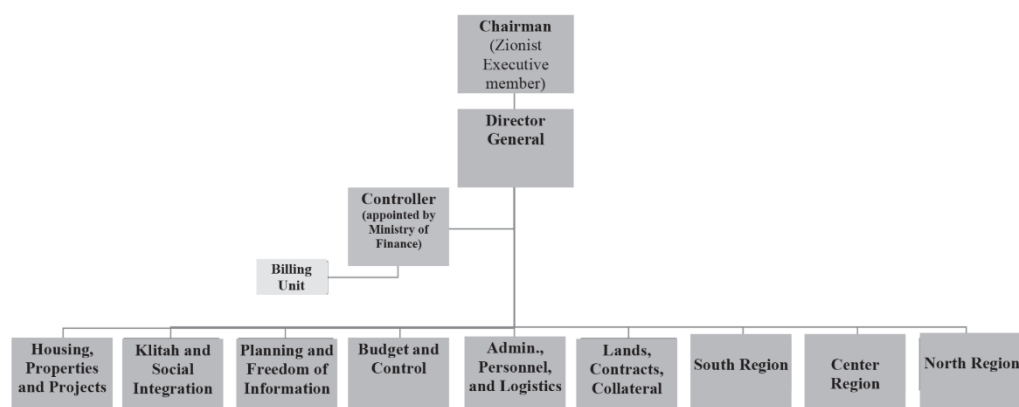 Chairman
(Zionist
Executive
member)
Director
General
Controller
(appointed by
Ministry of
Finance)
Billing
Unit
Housing,
Properties
and Projects
Klitah and
Social
Integration
Planning and
Freedom of
Information
Budget and
Control
Admin.,
Personnel,
and Logistics
Lands,
Contracts,
Collateral
South Region
Center
Region
North Region